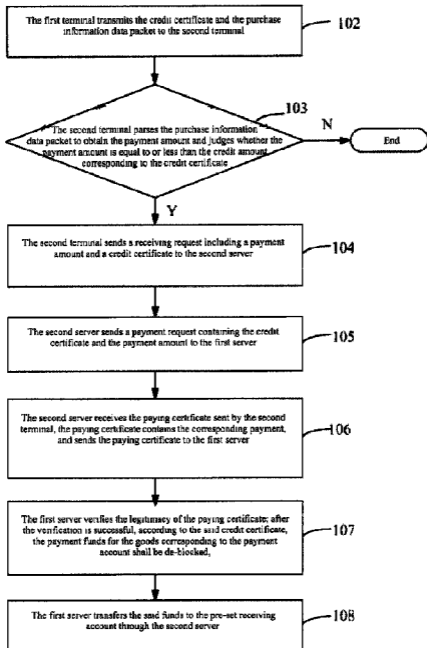 The first terminal transmits the credit certificate and the purchase
information data packet to the second terminal
102
103
The second terminal parses the purchase information
data packet to obtain the payment amount and judges whether the
payment amount is equal to or less than the credit amount
corresponding to the credit certificate
N
End
Y
The second terminal sends a receiving request including a payment
amount and a credit certificate to the second server
104
The second server sends a payment request containing the credit
certificate and the payment amount to the first server
105
The second server receives the paying certificate sent by the second
terminal, the paying certificate contains the corresponding payment,
and sends the paying certificate to the first server
106
The first server verifies the legitimacy of the paying certificate; after
the verification is successful, according to the said credit certificate,
the payment funds for the goods corresponding to the payment
account shall be de-blocked,
107
The first server transfers the said funds to the pre-set receiving
account through the second server
108